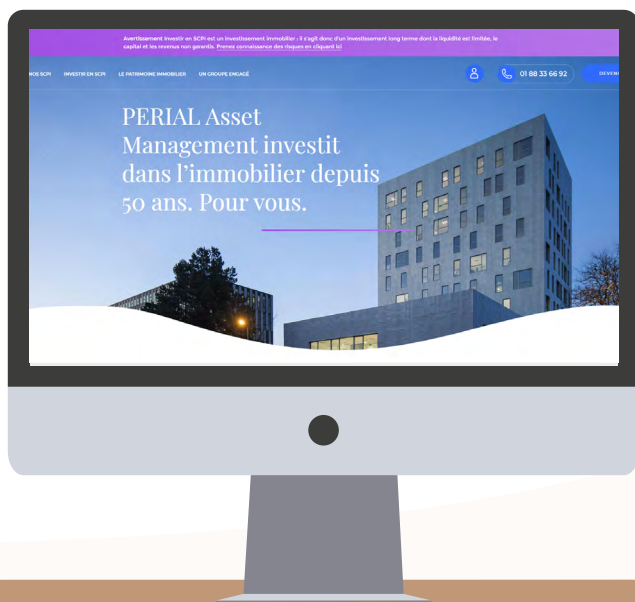 Avertissement Investir en SCPI est un investissement immobilier : il s'agit donc d'un investissement long terme dont la liquidité est limitée, le
capital et les revenus non garantis. Prenez connaissance des risques en cliquant ici
NOS SCPI INVESTIR EN SCPI LE PATRIMOINE IMMOBILIER UN GROUPE ENGAGÉ 01 88 33 66 92 DEVEN
PERIAL Asset
Management investit
dans l'immobilier depuis
50 ans. Pour vous.